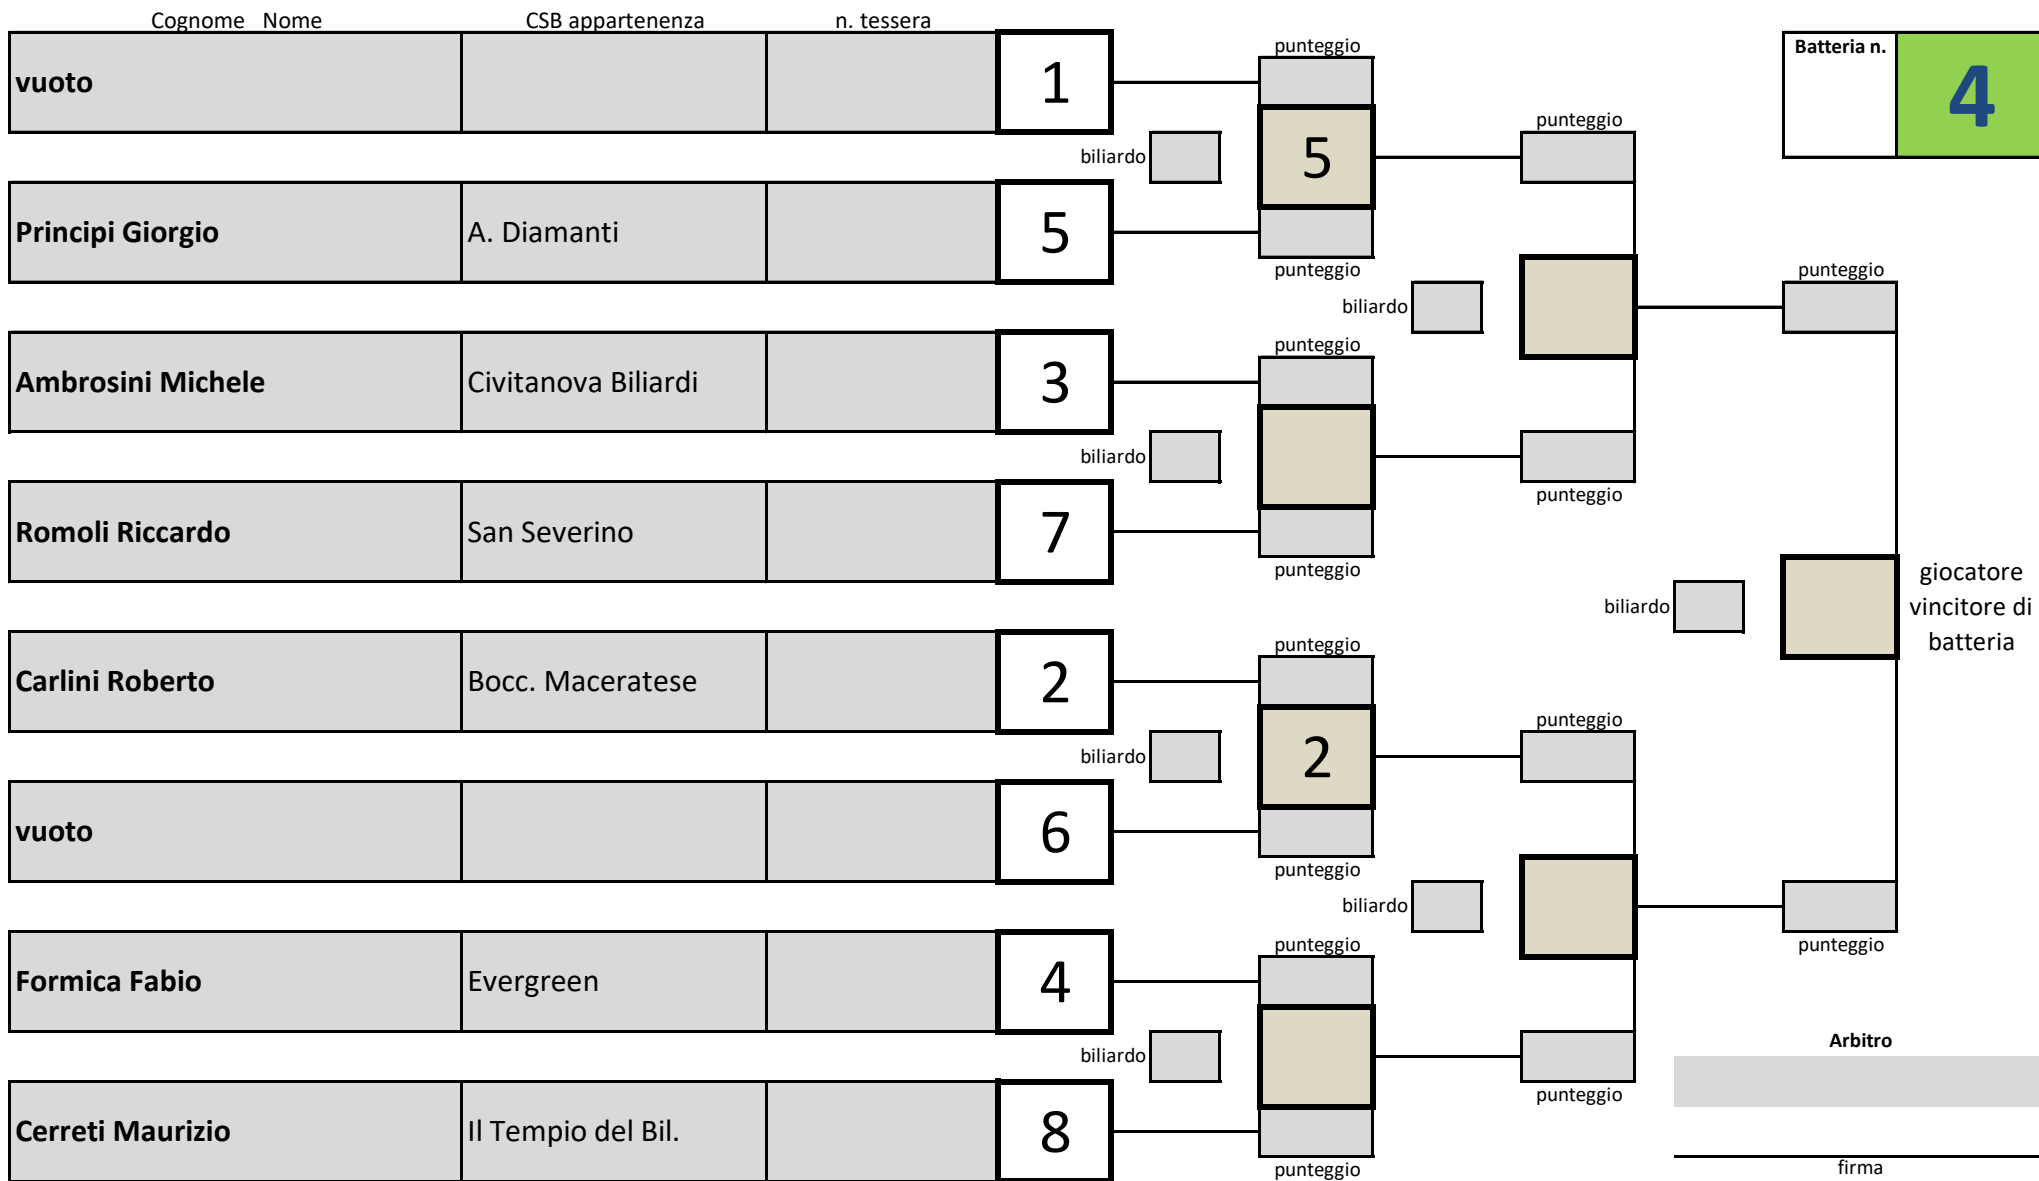 Cognome   Nome CSB appartenenza n. tessera
punteggio
Batteria n. 4
vuoto 1
punteggio
biliardo 5
Principi Giorgio A. Diamanti 5
punteggio
punteggio
biliardo
punteggio
Ambrosini Michele Civitanova Biliardi 3
biliardo
punteggio
Romoli Riccardo San Severino 7
punteggio
giocatore
biliardo
vincitore di
batteria
punteggio
Carlini Roberto Bocc. Maceratese 2
punteggio
biliardo 2
vuoto 6
punteggio
biliardo
punteggio
punteggio
Formica Fabio Evergreen 4
Arbitro
biliardo
punteggio
Cerreti Maurizio Il Tempio del Bil. 8
punteggio
firma